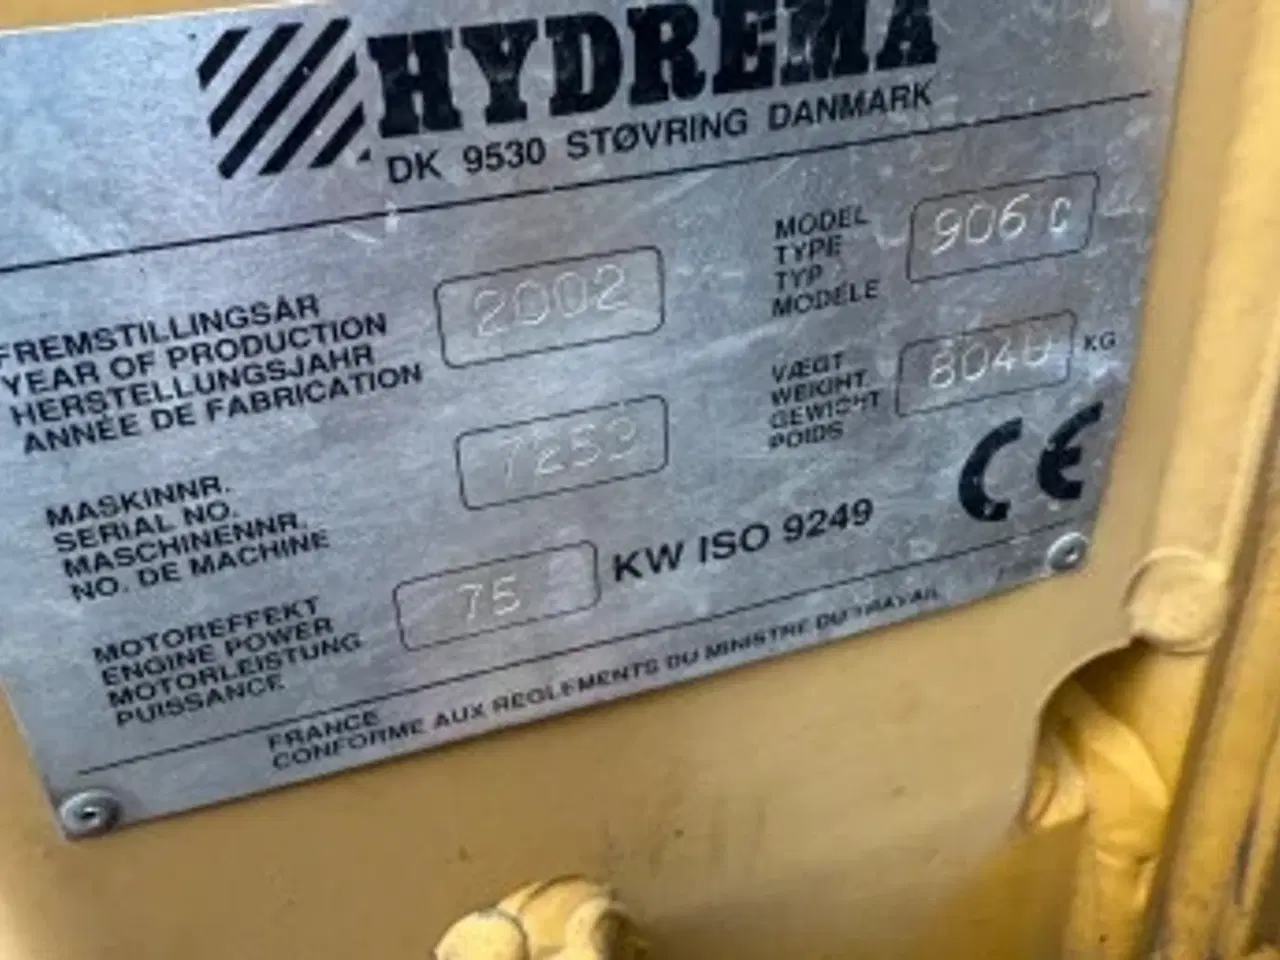 HYDREMA
DK 9530 STØVRING DANMARK
FREMSTILLINGSÅR
YEAR OF PRODUCTION
HERSTELLUNGSJAHR
ANNÉE DE FABRICATION
2002
MODEL
TYPE
TYP
MODÉLE
906 C
VÆGT
WEIGHT
GEWICHT
POIDS
KG
MASKINNR.
SERIAL NO.
MASCHINENNR.
NO. DE MACHINE
MOTOREFFEKT
ENGINE POWER
MOTORLEISTUNG
PUISSANCE
75
KW ISO 9249
CE
FRANCE
CONFORME AUX REGLEMENTS DU MINISTRE DU TRAVAIL